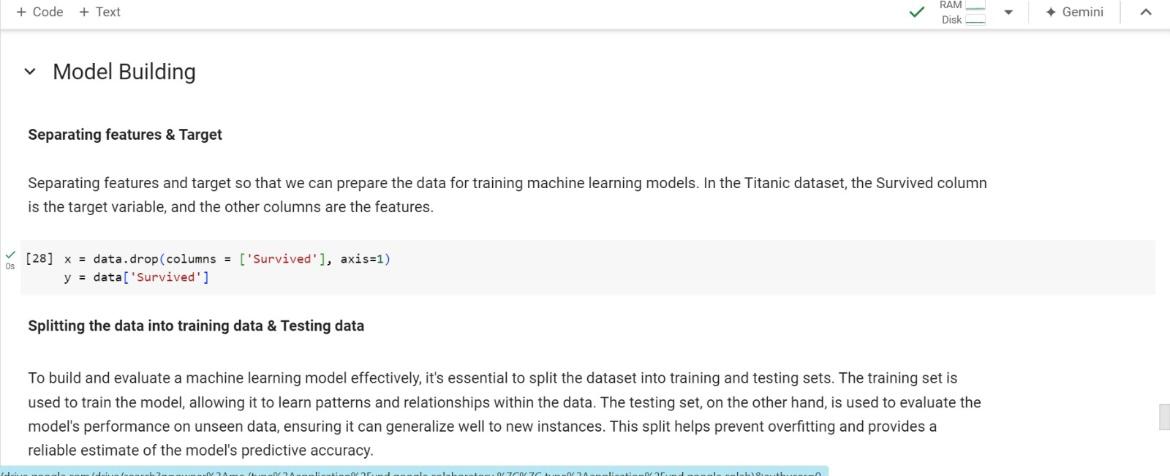 + Code + Text
RAM
Disk
Gemini
Model Building
Separating features & Target
Separating features and target so that we can prepare the data for training machine learning models. In the Titanic dataset, the Survived column
is the target variable, and the other columns are the features.
[28] x = data.drop(columns = ['Survived'], axis=1)
0s
y = data['Survived']
Splitting the data into training data & Testing data
To build and evaluate a machine learning model effectively, it's essential to split the dataset into training and testing sets. The training set is
used to train the model, allowing it to learn patterns and relationships within the data. The testing set, on the other hand, is used to evaluate the
model's performance on unseen data, ensuring it can generalize well to new instances. This split helps prevent overfitting and provides a
reliable estimate of the model's predictive accuracy.